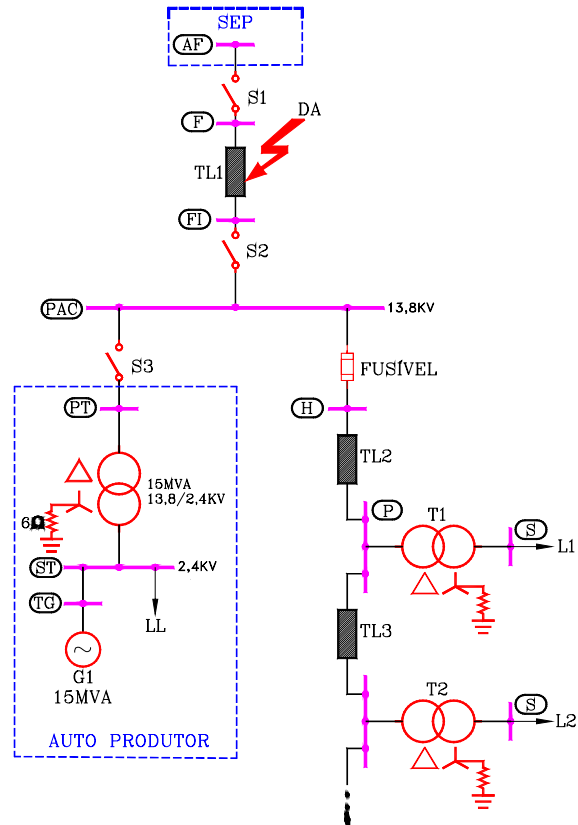 SEP
AF
S1
F
DA
TL1
FI
S2
PAC
13,8KV
S3
FUSÍVEL
PT
H
TL2
15MVA
13,8/2,4KV
6Ω
P
T1
S
L1
ST
2,4KV
TG
LL
TL3
G1
15MVA
T2
S
L2
AUTO PRODUTOR